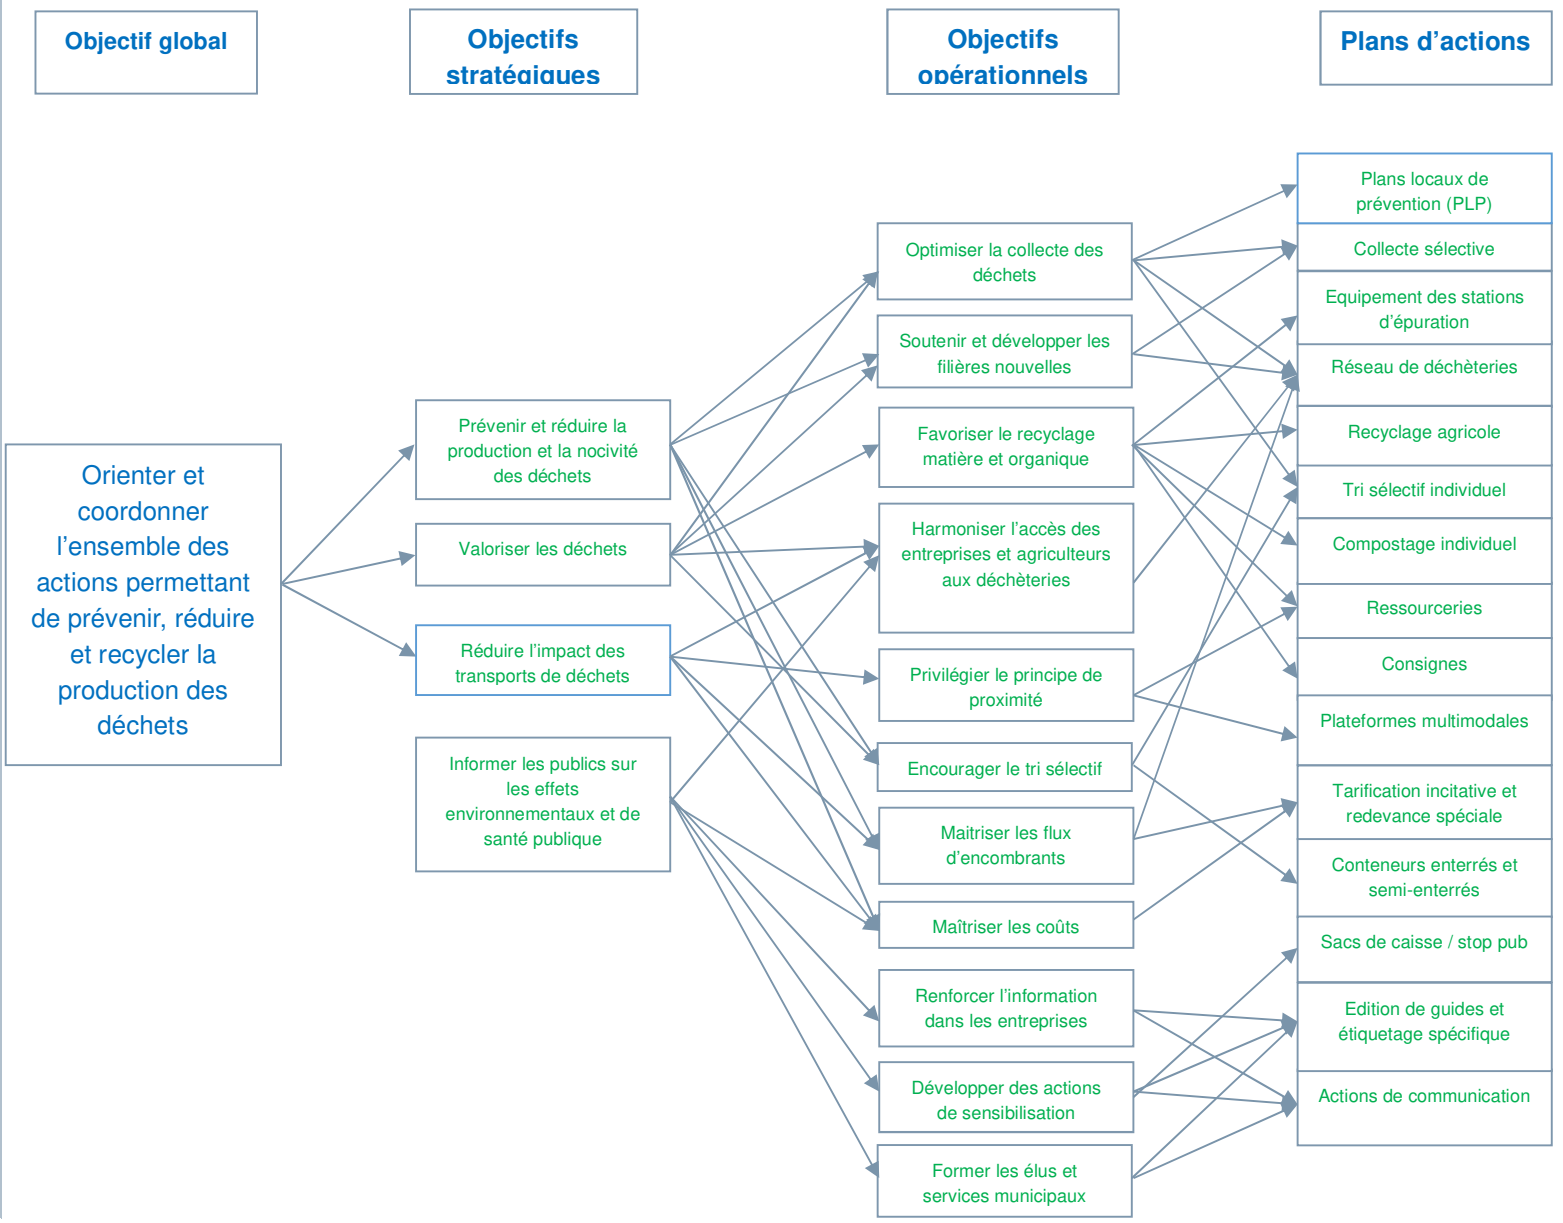 Objectif global
Objectifs
stratégiques
Objectifs
opérationnels
Plans d'actions
Orienter et
coordonner
l'ensemble des
actions permettant
de prévenir, réduire
et recycler la
production des
déchets
Prévenir et réduire la
production et la nocivité
des déchets
Valoriser les déchets
Réduire l'impact des
transports de déchets
Informer les publics sur
les effets
environnementaux et de
santé publique
Optimiser la collecte des
déchets
Soutenir et développer les
filières nouvelles
Favoriser le recyclage
matière et organique
Harmoniser l'accès des
entreprises et agriculteurs
aux déchèteries
Privilégier le principe de
proximité
Encourager le tri sélectif
Maitriser les flux
d'encombrants
Maîtriser les coûts
Renforcer l'information
dans les entreprises
Développer des actions
de sensibilisation
Former les élus et
services municipaux
Plans locaux de
prévention (PLP)
Collecte sélective
Equipement des stations
d'épuration
Réseau de déchèteries
Recyclage agricole
Tri sélectif individuel
Compostage individuel
Ressourceries
Consignes
Plateformes multimodales
Tarification incitative et
redevance spéciale
Conteneurs enterrés et
semi-enterrés
Sacs de caisse / stop pub
Edition de guides et
étiquetage spécifique
Actions de communication